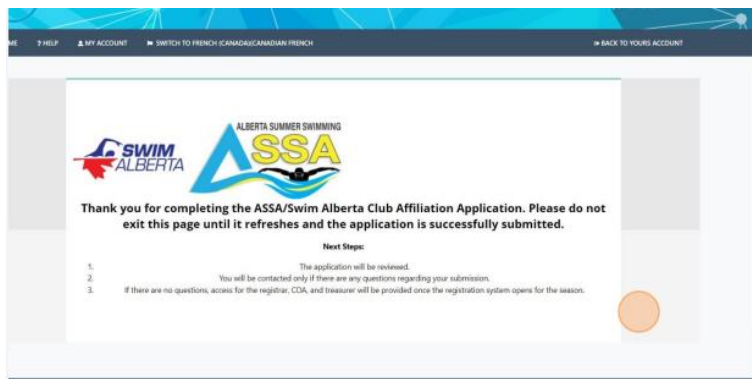 ME ? HELP MY ACCOUNT SWITCH TO FRENCH (CANADA)(CANADIAN FRENCH) BACK TO YOURS ACCOUNT
ALBERTA SUMMER SWIMMING
SWIM
ALBERTA
ASSA
Thank you for completing the ASSA/Swim Alberta Club Affiliation Application. Please do not
exit this page until it refreshes and the application is successfully submitted.
Next Steps:
1. The application will be reviewed.
2. You will be contacted only if there are any questions regarding your submission.
3. If there are no questions, access for the registrar, CDA, and treasurer will be provided once the registration system opens for the season.